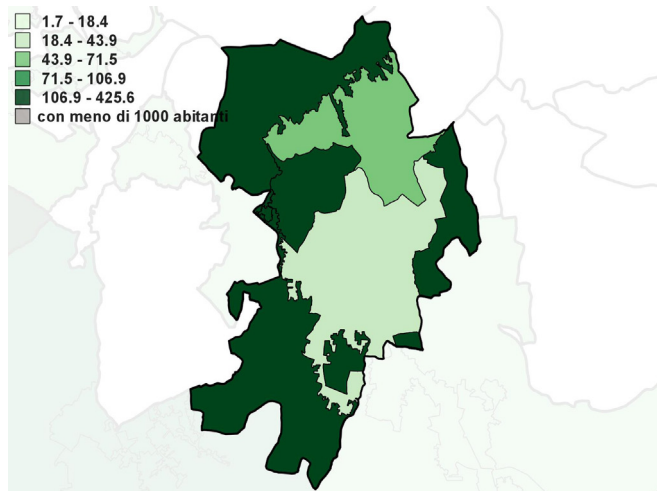 1.7 - 18.4
18.4 - 43.9
43.9 - 71.5
71.5 - 106.9
106.9 - 425.6
con meno di 1000 abitanti